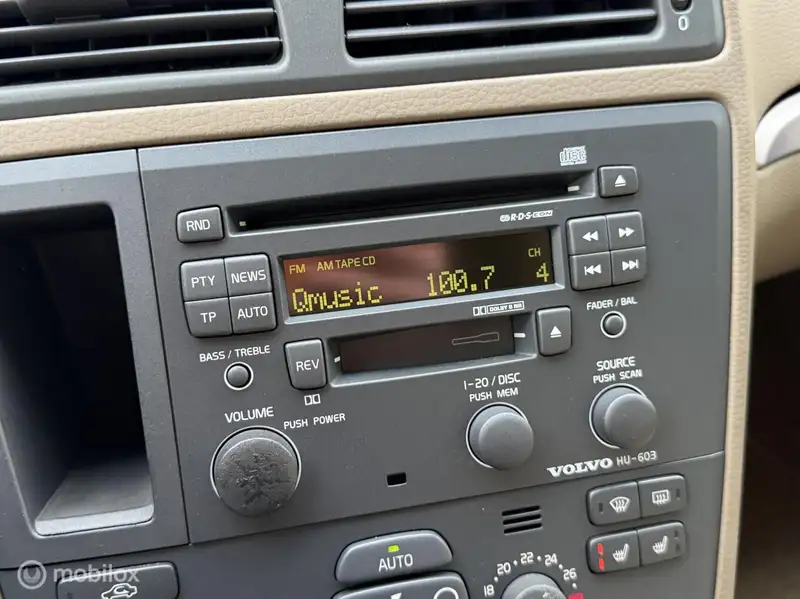 0
RND
R·D·S-EON
PTY NEWS
TP AUTO
FM AM TAPE CD CH
Qmusic 100.7 4
DOLBY B NR
FADER / BAL
BASS / TREBLE
REV
VOLUME
PUSH POWER
1-20 / DISC
PUSH MEM
SOURCE
PUSH SCAN
VOLVO HU-603
AUTO
18 20 22 24 26
mobilox